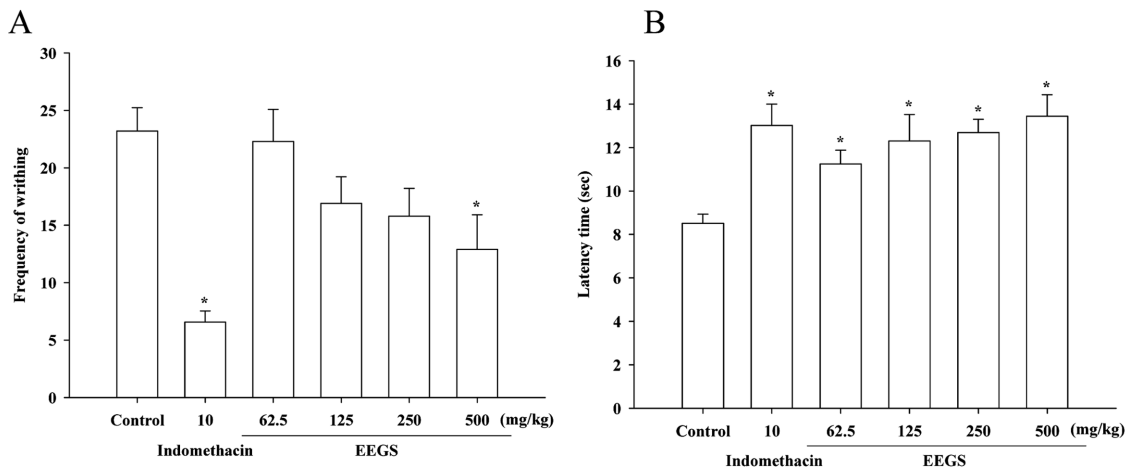 A
Frequency of writhing
30
25
20
15
10
5
0
*
*
Control 10 62.5 125 250 500 (mg/kg)
Indomethacin EEGS
B
Latency time (sec)
16
14
12
10
8
6
4
2
0
*
*
*
*
*
Control 10 62.5 125 250 500 (mg/kg)
Indomethacin EEGS